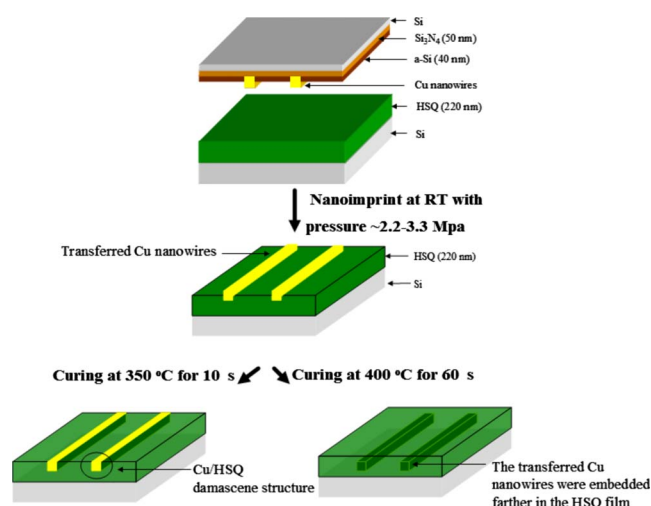 Si
Si₃N₄ (50 nm)
a-Si (40 nm)
Cu nanowires
HSQ (220 nm)
Si
Nanoimprint at RT with
pressure ~2.2-3.3 Mpa
Transferred Cu nanowires
HSQ (220 nm)
Si
Curing at 350 °C for 10 s
Curing at 400 °C for 60 s
Cu/HSQ
damascene structure
The transferred Cu
nanowires were embedded
farther in the HSQ film